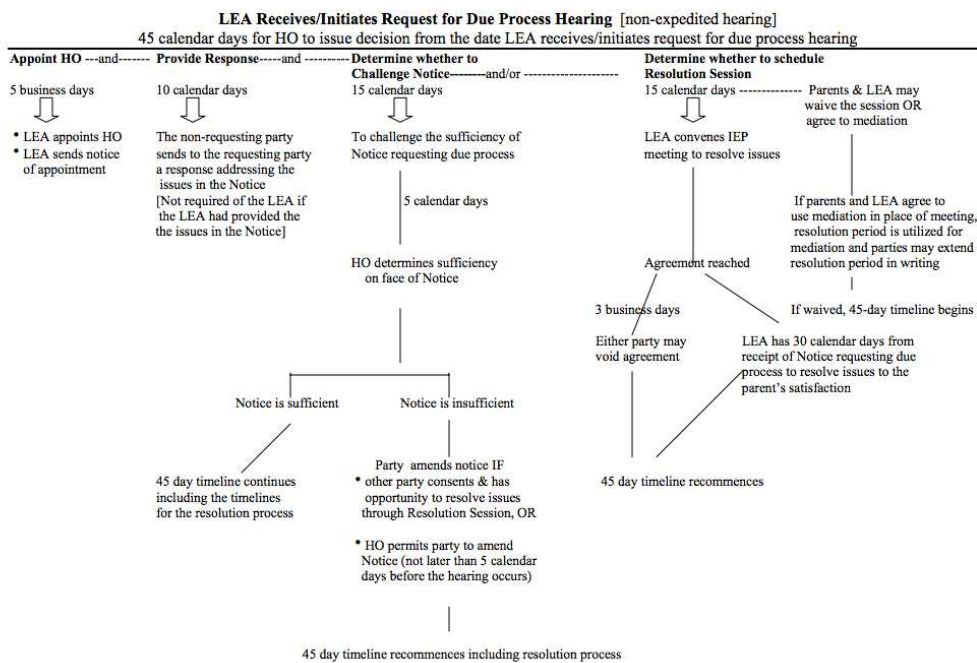 LEA Receives/Initiates Request for Due Process Hearing [non-expedited hearing]
45 calendar days for HO to issue decision from the date LEA receives/initiates request for due process hearing
Appoint HO ---and------- Provide Response-----and ---------- Determine whether to
Challenge Notice--------and/or --------------------
5 business days
• LEA appoints HO
• LEA sends notice
of appointment
10 calendar days
The non-requesting party
sends to the requesting party
a response addressing the
issues in the Notice
[Not required of the LEA if
the LEA had provided the
the issues in the Notice]
15 calendar days
To challenge the sufficiency of
Notice requesting due process
5 calendar days
HO determines sufficiency
on face of Notice
Notice is sufficient
Notice is insufficient
45 day timeline continues
including the timelines
for the resolution process
Party amends notice IF
• other party consents & has
opportunity to resolve issues
through Resolution Session, OR
• HO permits party to amend
Notice (not later than 5 calendar
days before the hearing occurs)
45 day timeline recommences including resolution process
Determine whether to schedule
Resolution Session
15 calendar days --------------
Parents & LEA may
waive the session OR
agree to mediation
LEA convenes IEP
meeting to resolve issues
If parents and LEA agree to
use mediation in place of meeting,
resolution period is utilized for
mediation and parties may extend
resolution period in writing
Agreement reached
If waived, 45-day timeline begins
3 business days
Either party may
void agreement
LEA has 30 calendar days from
receipt of Notice requesting due
process to resolve issues to the
parent's satisfaction
45 day timeline recommences